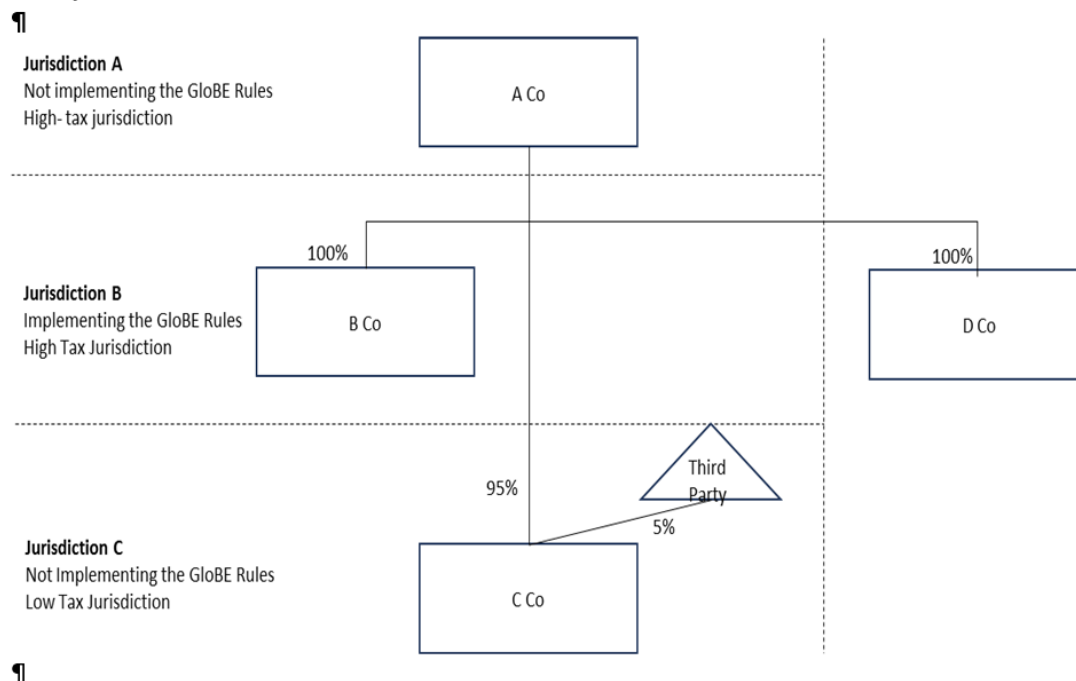 ¶
Jurisdiction A
Not implementing the GloBE Rules
High- tax jurisdiction
A Co
100%
100%
Jurisdiction B
Implementing the GloBE Rules
High Tax Jurisdiction
B Co
D Co
Third
Party
95%
5%
Jurisdiction C
Not Implementing the GloBE Rules
Low Tax Jurisdiction
C Co
¶